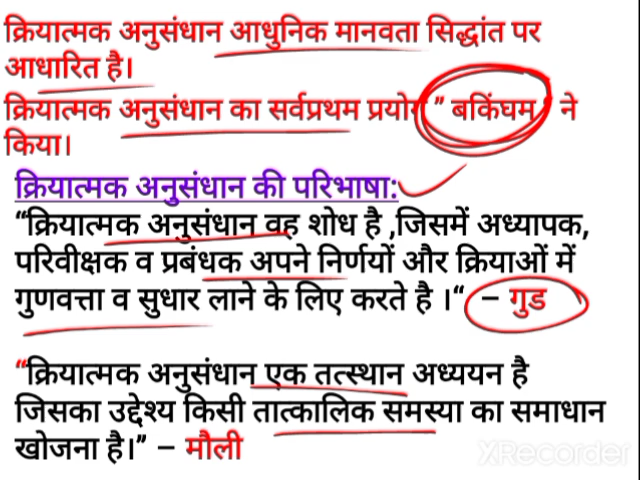 क्रियात्मक अनुसंधान आधुनिक मानवता सिद्धांत पर
आधारित है।
क्रियात्मक अनुसंधान का सर्वप्रथम प्रयोग " बकिंघम " ने
किया।
क्रियात्मक अनुसंधान की परिभाषा:
“क्रियात्मक अनुसंधान वह शोध है ,जिसमें अध्यापक,
परिवीक्षक व प्रबंधक अपने निर्णयों और क्रियाओं में
गुणवत्ता व सुधार लाने के लिए करते है ।“ – गुड
“क्रियात्मक अनुसंधान एक तत्स्थान अध्ययन है
जिसका उद्देश्य किसी तात्कालिक समस्या का समाधान
खोजना है।” – मौली
XRecorder